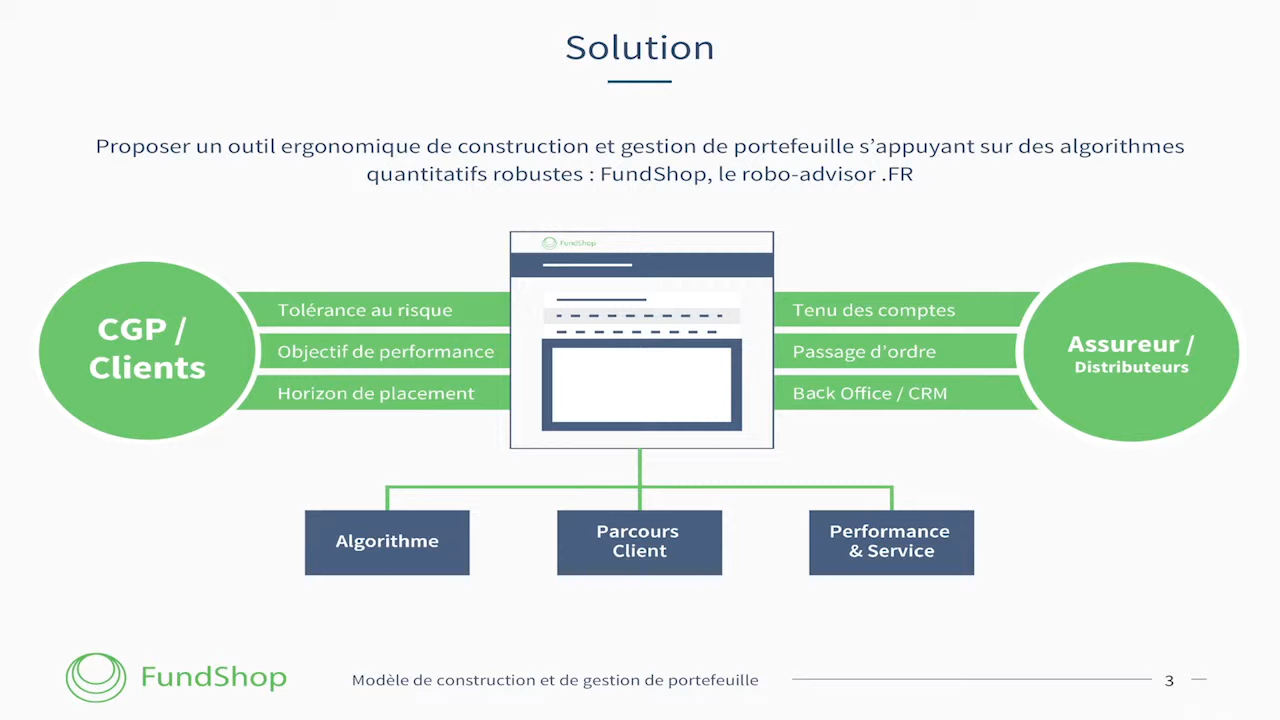 Solution
Proposer un outil ergonomique de construction et gestion de portefeuille s'appuyant sur des algorithmes
quantitatifs robustes : FundShop, le robo-advisor .FR
FundShop
CGP /
Clients
Tolérance au risque
Objectif de performance
Horizon de placement
Tenu des comptes
Passage d'ordre
Back Office / CRM
Assureur /
Distributeurs
Algorithme
Parcours
Client
Performance
& Service
FundShop
Modèle de construction et de gestion de portefeuille
3